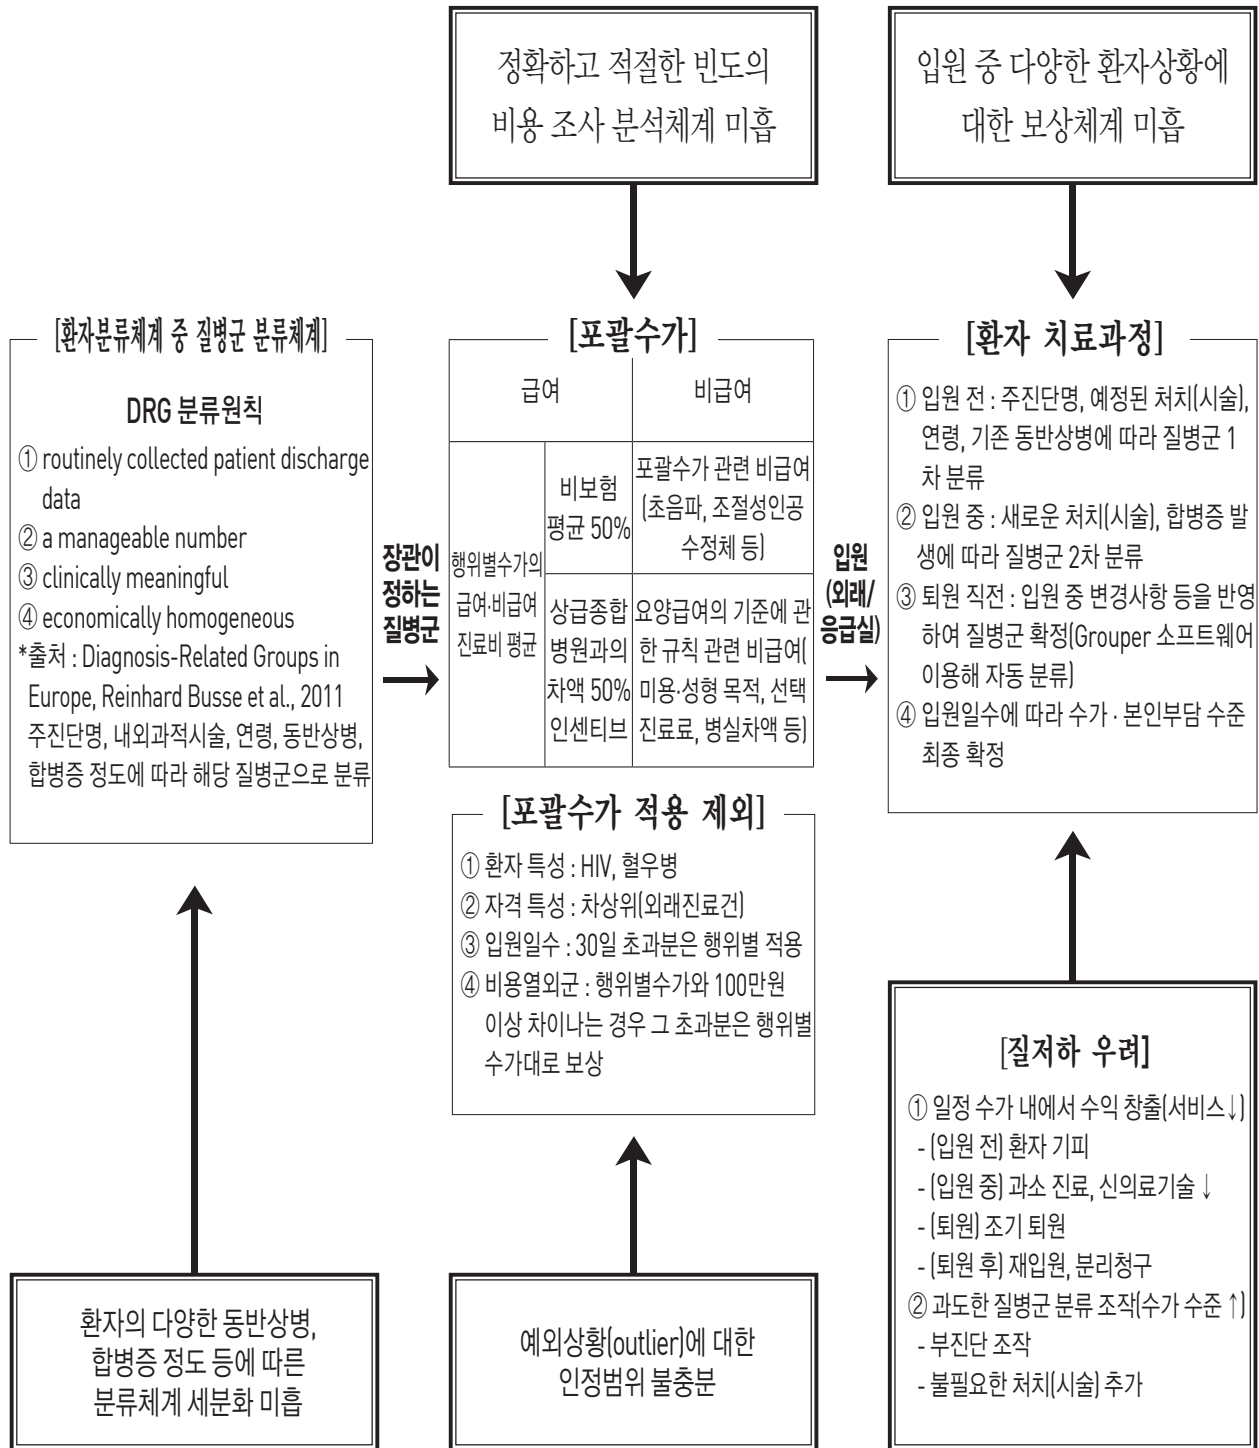 정확하고 적절한 빈도의
비용 조사 분석체계 미흡
입원 중 다양한 환자상황에
대한 보상체계 미흡
[환자분류체계 중 질병군 분류체계]
DRG 분류원칙
① routinely collected patient discharge
data
② a manageable number
③ clinically meaningful
④ economically homogeneous
*출처 : Diagnosis-Related Groups in
Europe, Reinhard Busse et al., 2011
주진단명, 내외과적시술, 연령, 동반상병,
합병증 정도에 따라 해당 질병군으로 분류
장관이
정하는
질병군
[포괄수가]
급여
비급여
행위별수가의
급여·비급여
진료비 평균
비보험
평균 50%
포괄수가 관련 비급여
(초음파, 조절성인공
수정체 등)
상급종합
병원과의
차액 50%
인센티브
요양급여의 기준에 관
한 규칙 관련 비급여(
미용·성형 목적, 선택
진료료, 병실차액 등)
입원
(외래/
응급실)
[환자 치료과정]
① 입원 전 : 주진단명, 예정된 처치(시술),
연령, 기존 동반상병에 따라 질병군 1
차 분류
② 입원 중 : 새로운 처치(시술), 합병증 발
생에 따라 질병군 2차 분류
③ 퇴원 직전 : 입원 중 변경사항 등을 반영
하여 질병군 확정(Grouper 소프트웨어
이용해 자동 분류)
④ 입원일수에 따라 수가 · 본인부담 수준
최종 확정
[포괄수가 적용 제외]
① 환자 특성 : HIV, 혈우병
② 자격 특성 : 차상위(외래진료건)
③ 입원일수 : 30일 초과분은 행위별 적용
④ 비용열외군 : 행위별수가와 100만원
이상 차이나는 경우 그 초과분은 행위별
수가대로 보상
[질저하 우려]
① 일정 수가 내에서 수익 창출(서비스↓)
- (입원 전) 환자 기피
- (입원 중) 과소 진료, 신의료기술 ↓
- (퇴원) 조기 퇴원
- (퇴원 후) 재입원, 분리청구
② 과도한 질병군 분류 조작(수가 수준 ↑)
- 부진단 조작
- 불필요한 처치(시술) 추가
환자의 다양한 동반상병,
합병증 정도 등에 따른
분류체계 세분화 미흡
예외상황(outlier)에 대한
인정범위 불충분